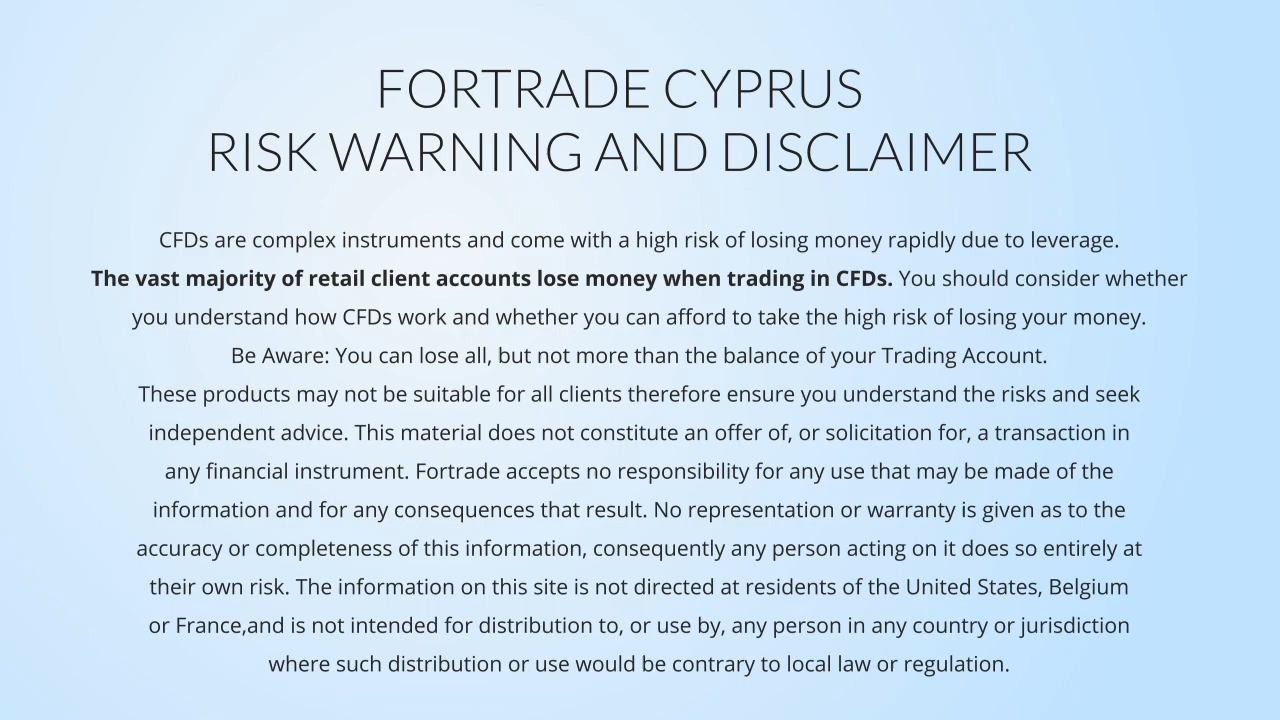 FORTRADE CYPRUS
RISK WARNING AND DISCLAIMER
CFDs are complex instruments and come with a high risk of losing money rapidly due to leverage.
The vast majority of retail client accounts lose money when trading in CFDs. You should consider whether
you understand how CFDs work and whether you can afford to take the high risk of losing your money.
Be Aware: You can lose all, but not more than the balance of your Trading Account.
These products may not be suitable for all clients therefore ensure you understand the risks and seek
independent advice. This material does not constitute an offer of, or solicitation for, a transaction in
any financial instrument. Fortrade accepts no responsibility for any use that may be made of the
information and for any consequences that result. No representation or warranty is given as to the
accuracy or completeness of this information, consequently any person acting on it does so entirely at
their own risk. The information on this site is not directed at residents of the United States, Belgium
or France,and is not intended for distribution to, or use by, any person in any country or jurisdiction
where such distribution or use would be contrary to local law or regulation.